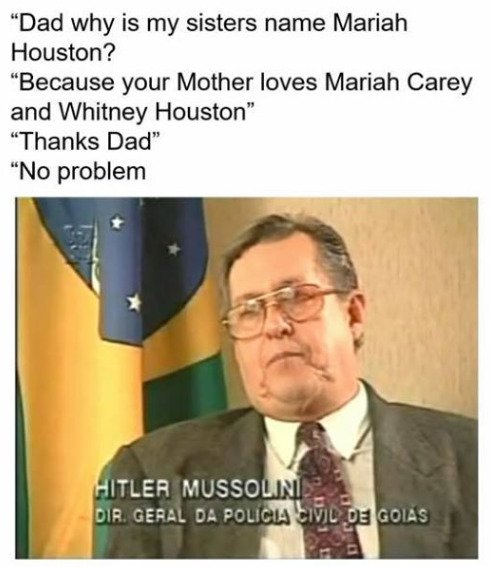 “Dad why is my sisters name Mariah
Houston?
“Because your Mother loves Mariah Carey
and Whitney Houston”
“Thanks Dad”
“No problem
HITLER MUSSOLINI
DIR. GERAL DA POLICIA CIVIL DE GOIAS